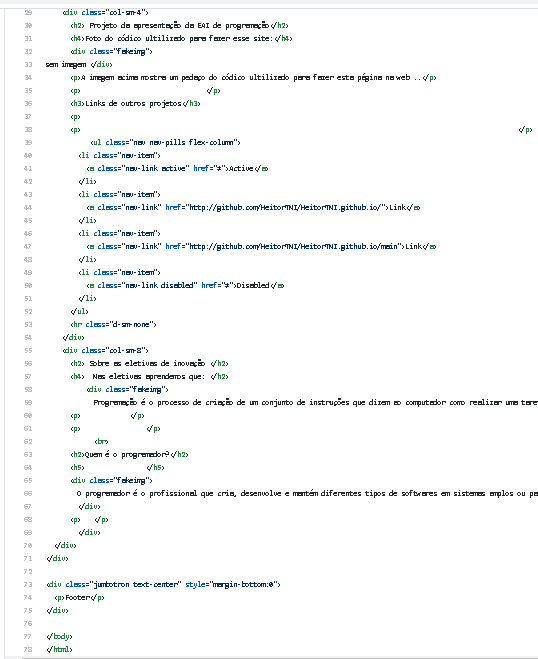 29 <div class="col-sm-4">
30 <h2> Projeto da apresentação da EAI de programação</h2>
31 <h4>Foto do código ultilizado para fazer esse site:</h4>
32 <div class="fakeimg">
33 sem imagem </div>
34 <p>A imagem acima mostra um pedaço do códico ultilizado para fazer esta página na web ..</p>
35 <p> </p>
36 <h3>Links de outros projetos</h3>
37 <p>
38 <p> </p>
39 <ul class="nav nav-pills flex-column">
40 <li class="nav-item">
41 <a class="nav-link active" href="#">Active</a>
42 </li>
43 <li class="nav-item">
44 <a class="nav-link" href="http://github.com/HeitorTNI/HeitorTNI.github.io/">Link</a>
45 </li>
46 <li class="nav-item">
47 <a class="nav-link" href="http://github.com/HeitorTNI/HeitorTNI.github.io/main">Link</a>
48 </li>
49 <li class="nav-item">
50 <a class="nav-link disabled" href="#">Disabled</a>
51 </li>
52 </ul>
53 <hr class="d-sm-none">
54 </div>
55 <div class="col-sm-8">
56 <h2> Sobre as eletivas de inovação </h2>
57 <h4> Nas eletivas aprendemos que: </h2>
58 <div class="fakeimg">
59 Programação é o processo de criação de um conjunto de instruções que dizem ao computador como realizar uma tare
60 <p> </p>
61 <p> </p>
62 <br>
63 <h2>Quem é o programador?</h2>
64 <h5> </h5>
65 <div class="fakeimg">
66 O programador é o profissional que cria, desenvolve e mantém diferentes tipos de softwares em sistemas amplos ou pa
67 </div>
68 <p> </p>
69 </div>
70 </div>
71 </div>
72
73 <div class="jumbotron text-center" style="margin-bottom:0">
74 <p>Footer</p>
75 </div>
76
77 </body>
78 </html>